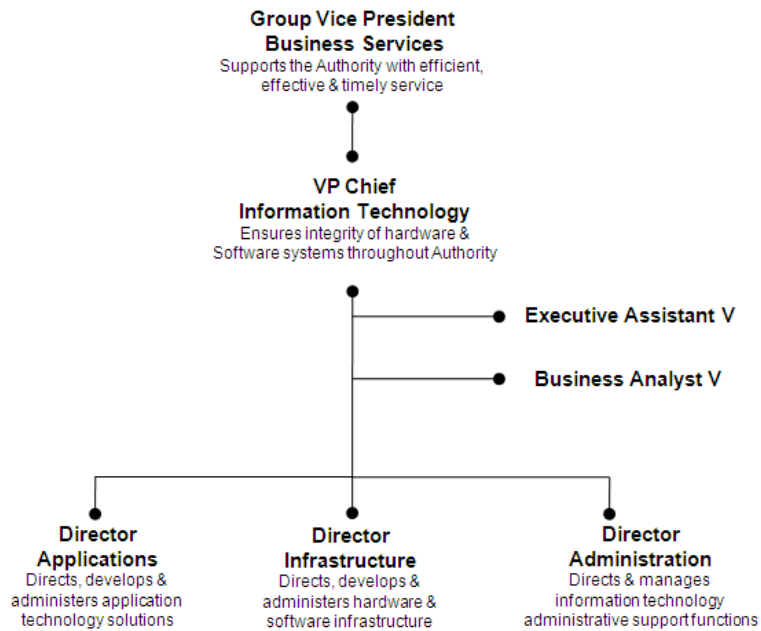 Group Vice President
Business Services
Supports the Authority with efficient,
effective & timely service
VP Chief
Information Technology
Ensures integrity of hardware &
Software systems throughout Authority
Executive Assistant V
Business Analyst V
Director
Applications
Directs, develops &
administers application
technology solutions
Director
Infrastructure
Directs, develops &
administers hardware &
software infrastructure
Director
Administration
Directs & manages
information technology
administrative support functions